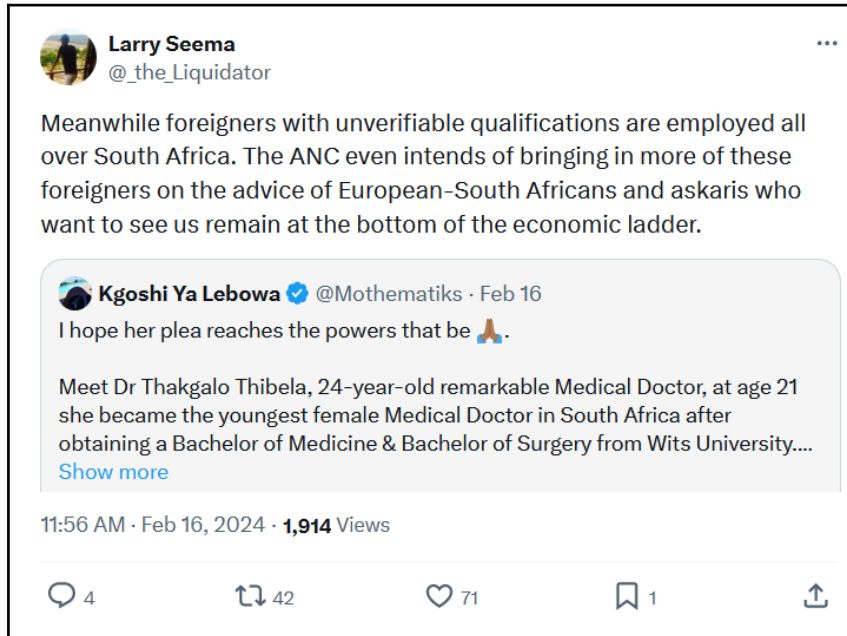 Larry Seema
@_the_Liquidator
Meanwhile foreigners with unverifiable qualifications are employed all
over South Africa. The ANC even intends of bringing in more of these
foreigners on the advice of European-South Africans and askaris who
want to see us remain at the bottom of the economic ladder.
Kgoshi Ya Lebowa @Mothematiks · Feb 16
I hope her plea reaches the powers that be 🙏🏾.
Meet Dr Thakgalo Thibela, 24-year-old remarkable Medical Doctor, at age 21
she became the youngest female Medical Doctor in South Africa after
obtaining a Bachelor of Medicine & Bachelor of Surgery from Wits University....
Show more
11:56 AM · Feb 16, 2024 · 1,914 Views
4 42 71 1